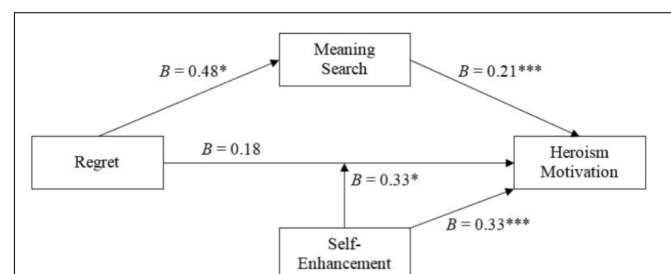 Meaning
Search
B = 0.48*
B = 0.21***
Regret
B = 0.18
Heroism
Motivation
B = 0.33*
B = 0.33***
Self-
Enhancement